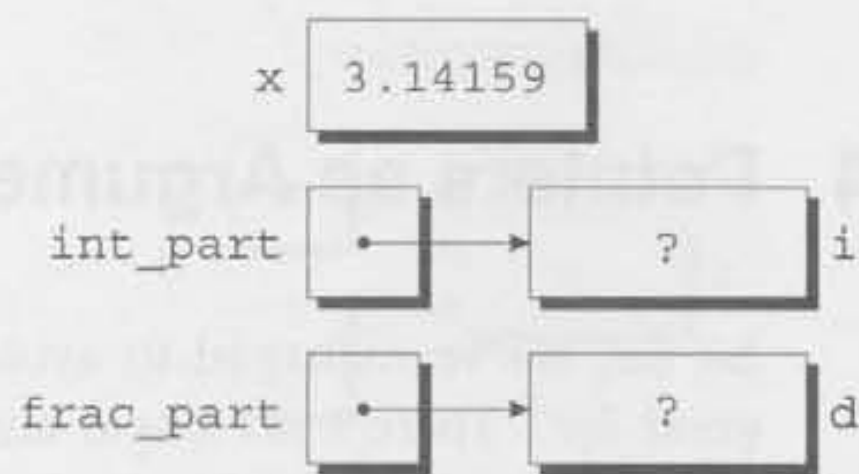 x 3.14159
int_part ? i
frac_part ? d